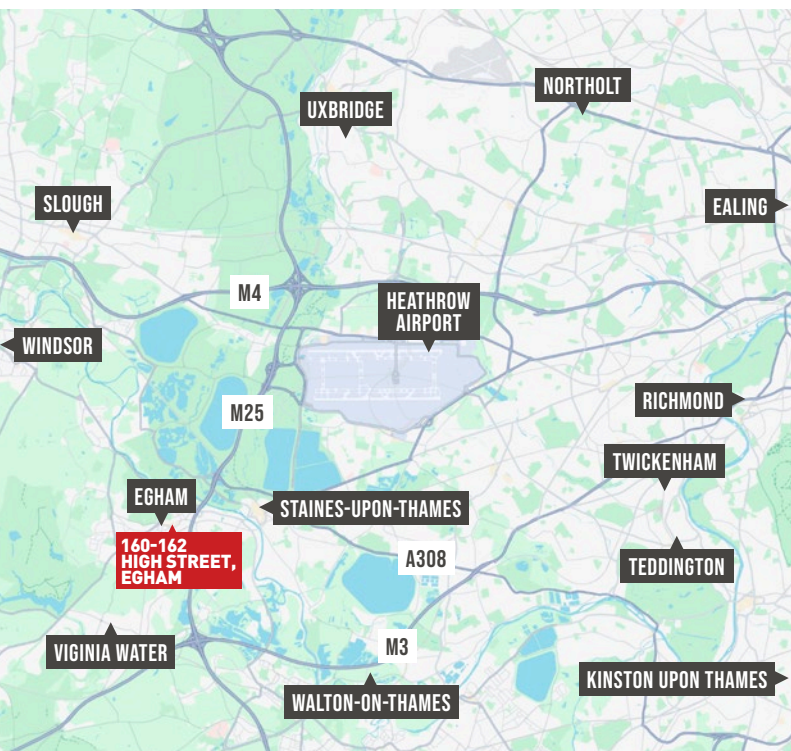 NORTHOLT
UXBRIDGE
SLOUGH
EALING
M4
HEATHROW
AIRPORT
WINDSOR
RICHMOND
M25
TWICKENHAM
EGHAM
STAINES-UPON-THAMES
160-162
HIGH STREET,
EGHAM
A308
TEDDINGTON
M3
VIGINIA WATER
KINSTON UPON THAMES
WALTON-ON-THAMES